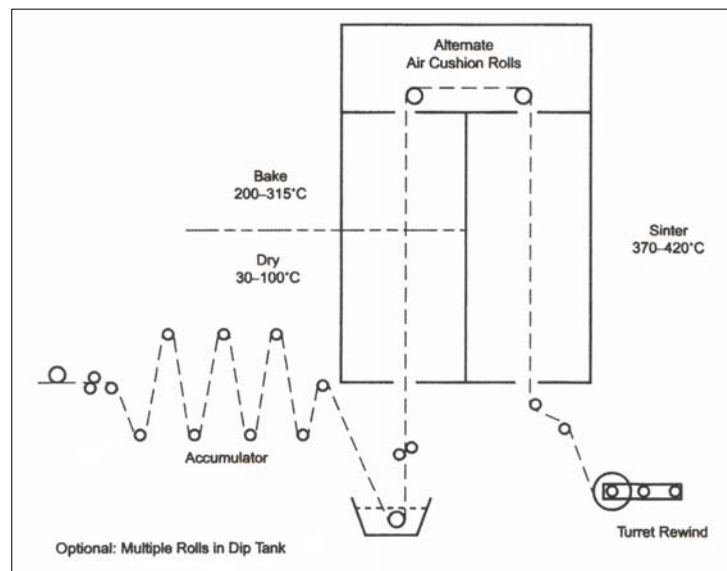 Alternate
Air Cushion Rolls
Bake
200–315°C
Dry
30–100°C
Sinter
370–420°C
Accumulator
Turret Rewind
Optional: Multiple Rolls in Dip Tank